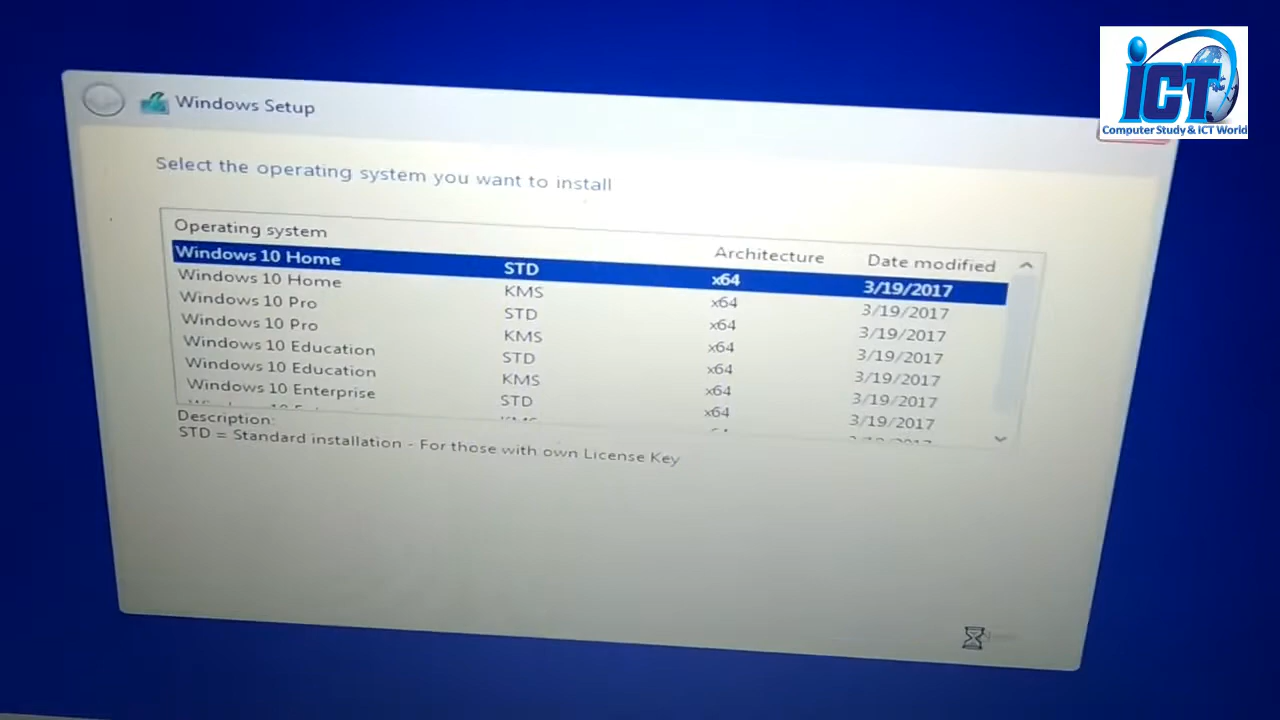 iCT
Computer Study & ICT World
Windows Setup
Select the operating system you want to install
Operating system Architecture Date modified
Windows 10 Home STD x64 3/19/2017
Windows 10 Home KMS x64 3/19/2017
Windows 10 Pro STD x64 3/19/2017
Windows 10 Pro KMS x64 3/19/2017
Windows 10 Education STD x64 3/19/2017
Windows 10 Education KMS x64 3/19/2017
Windows 10 Enterprise STD x64 3/19/2017
Description:
STD = Standard installation - For those with own License Key